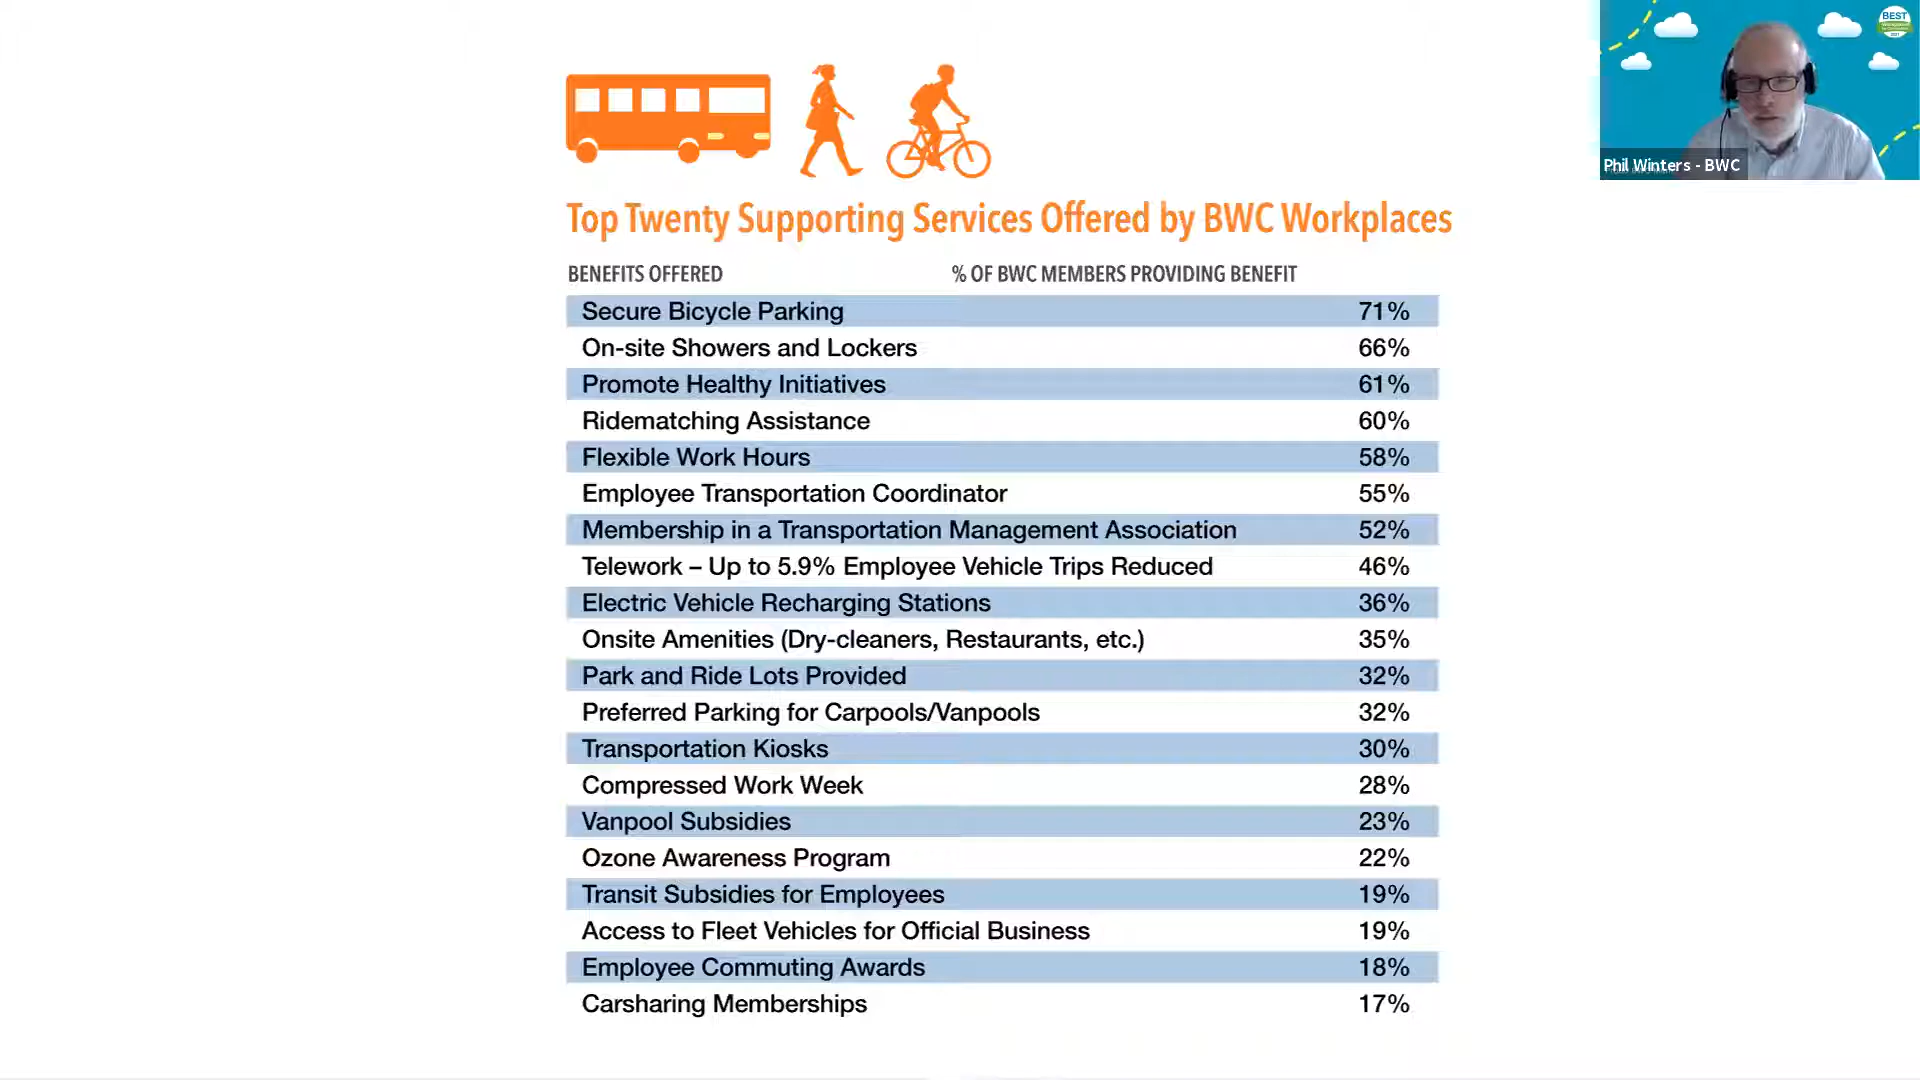 BEST
Phil Winters - BWC
Top Twenty Supporting Services Offered by BWC Workplaces
BENEFITS OFFERED % OF BWC MEMBERS PROVIDING BENEFIT
Secure Bicycle Parking 71%
On-site Showers and Lockers 66%
Promote Healthy Initiatives 61%
Ridematching Assistance 60%
Flexible Work Hours 58%
Employee Transportation Coordinator 55%
Membership in a Transportation Management Association 52%
Telework – Up to 5.9% Employee Vehicle Trips Reduced 46%
Electric Vehicle Recharging Stations 36%
Onsite Amenities (Dry-cleaners, Restaurants, etc.) 35%
Park and Ride Lots Provided 32%
Preferred Parking for Carpools/Vanpools 32%
Transportation Kiosks 30%
Compressed Work Week 28%
Vanpool Subsidies 23%
Ozone Awareness Program 22%
Transit Subsidies for Employees 19%
Access to Fleet Vehicles for Official Business 19%
Employee Commuting Awards 18%
Carsharing Memberships 17%